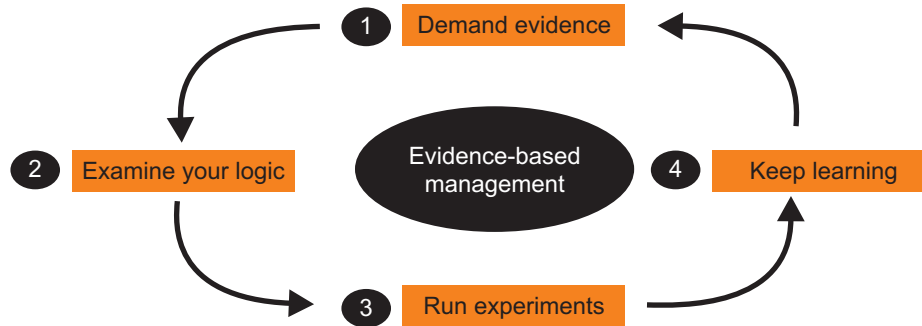 1 Demand evidence
2 Examine your logic
Evidence-based
management
4 Keep learning
3 Run experiments